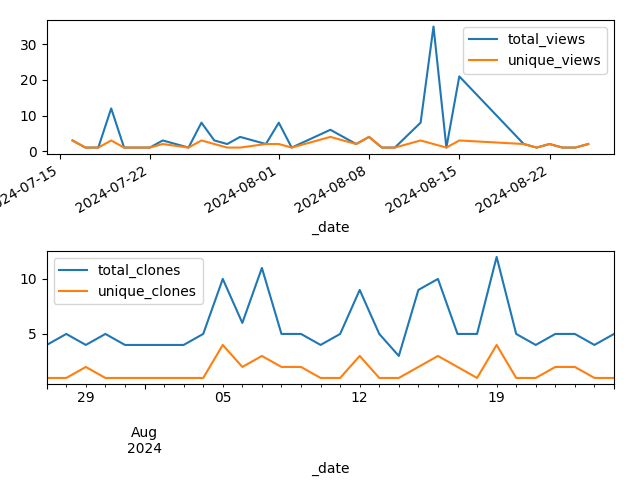 30
20
10
0
total_views
unique_views
2024-07-15
2024-07-22
2024-08-01
2024-08-08
2024-08-15
2024-08-22
_date
10
5
total_clones
unique_clones
29
05
12
19
Aug
2024
_date